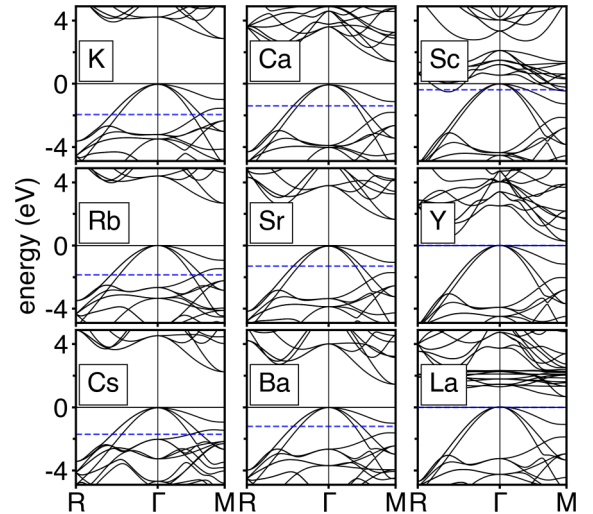 4
K
Ca
Sc
0
-4
4
Rb
Sr
Y
0
-4
4
Cs
Ba
La
0
-4
energy (eV)
R Γ M R Γ M R Γ M